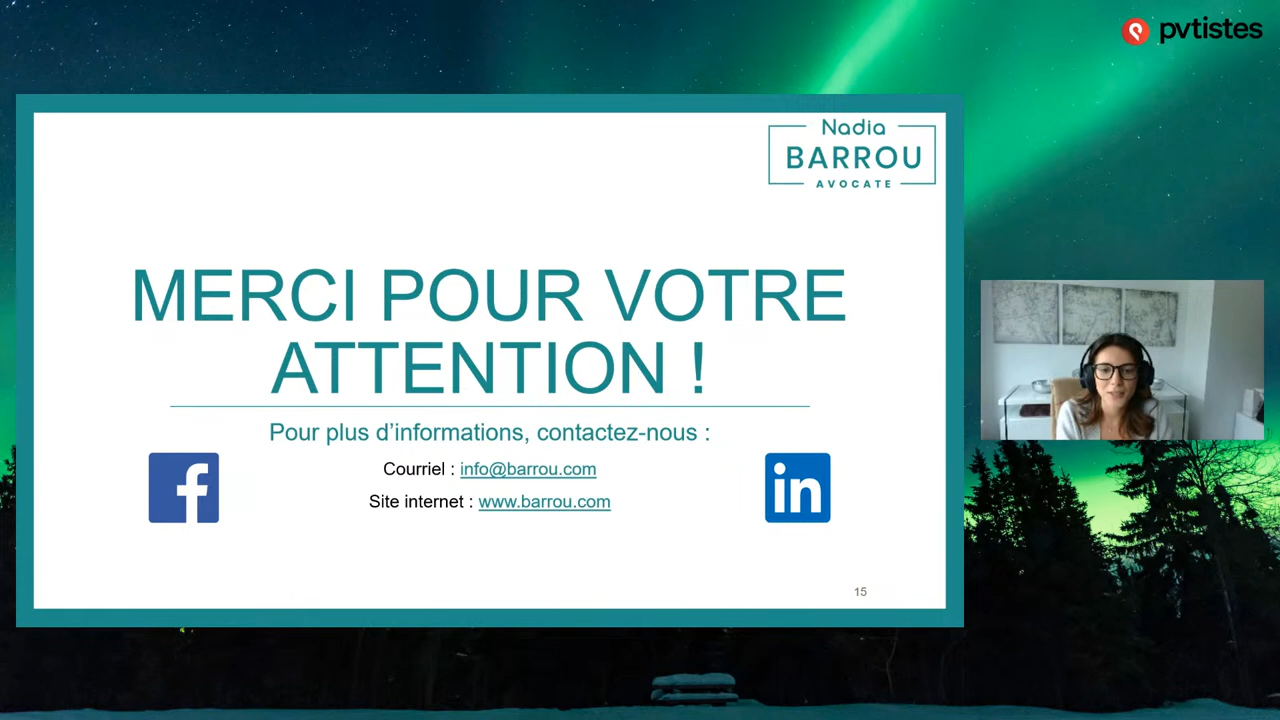 pvtistes
Nadia
BARROU
AVOCATE
MERCI POUR VOTRE
ATTENTION !
Pour plus d’informations, contactez-nous :
Courriel : info@barrou.com
Site internet : www.barrou.com
f
in
15